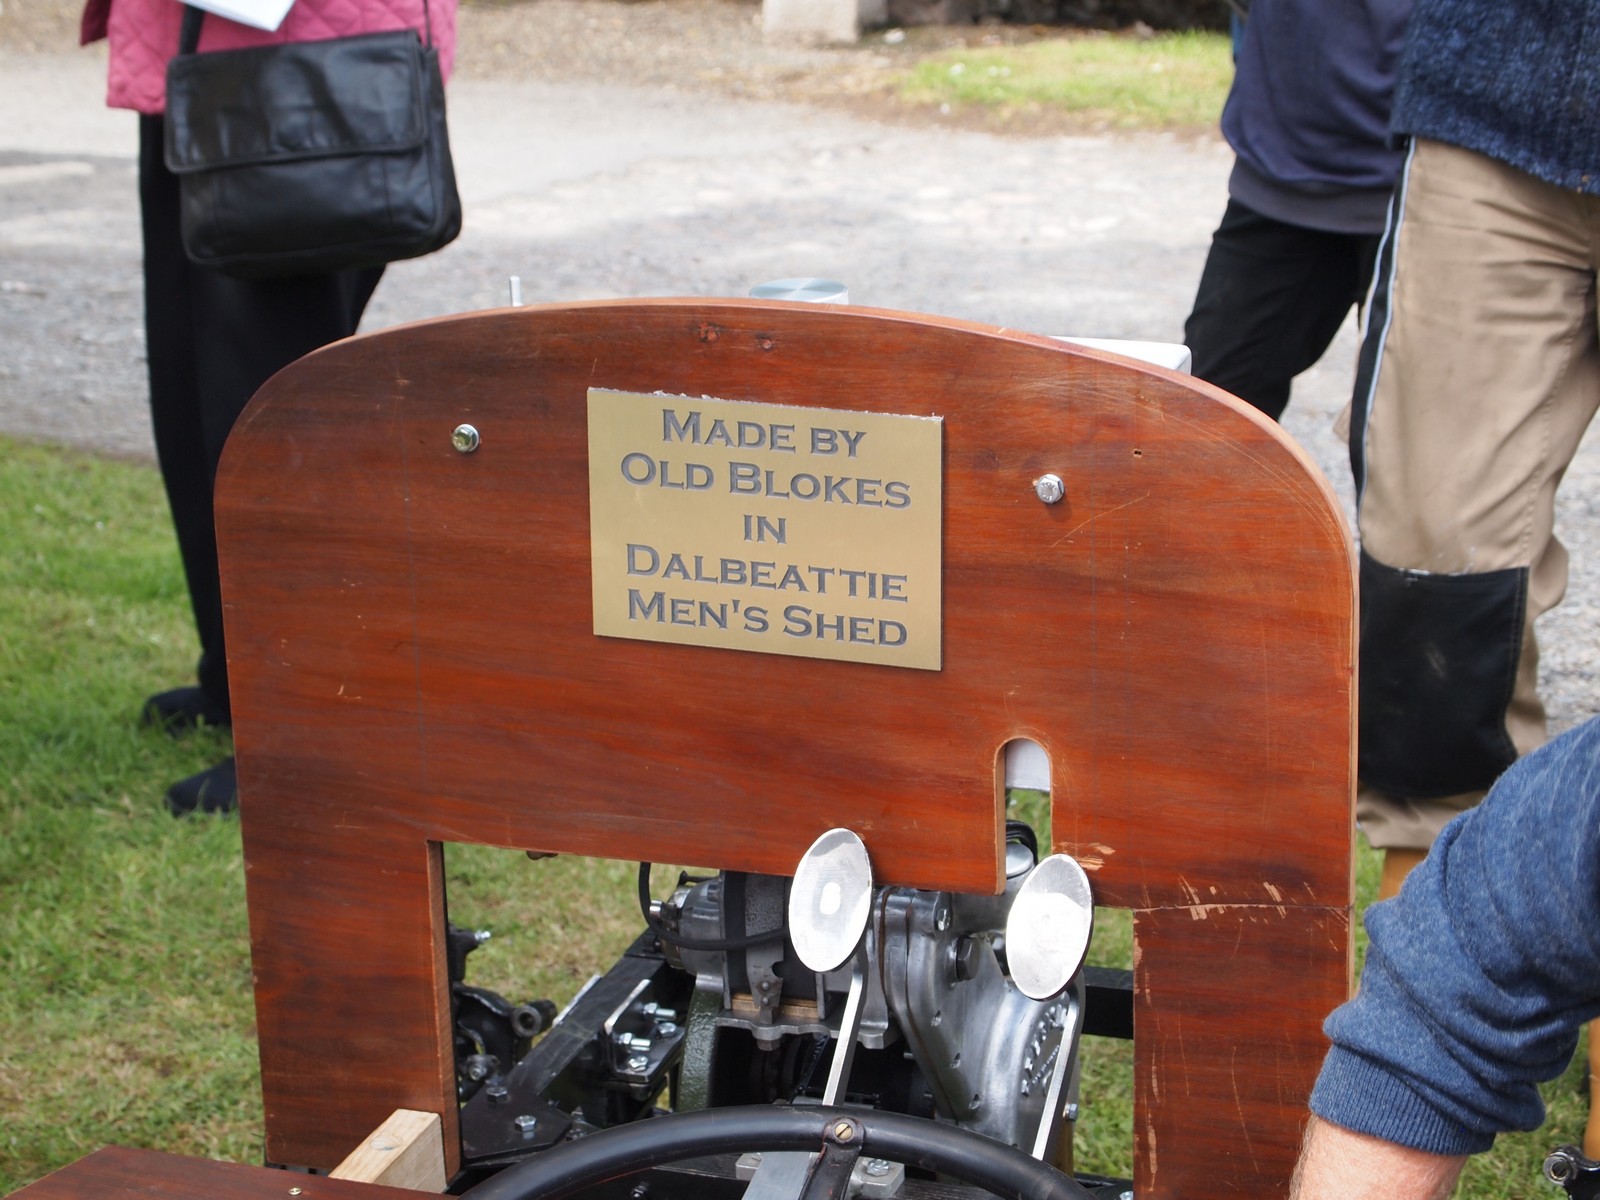 MADE BY
OLD BLOKES
IN
DALBEATTIE
MEN'S SHED